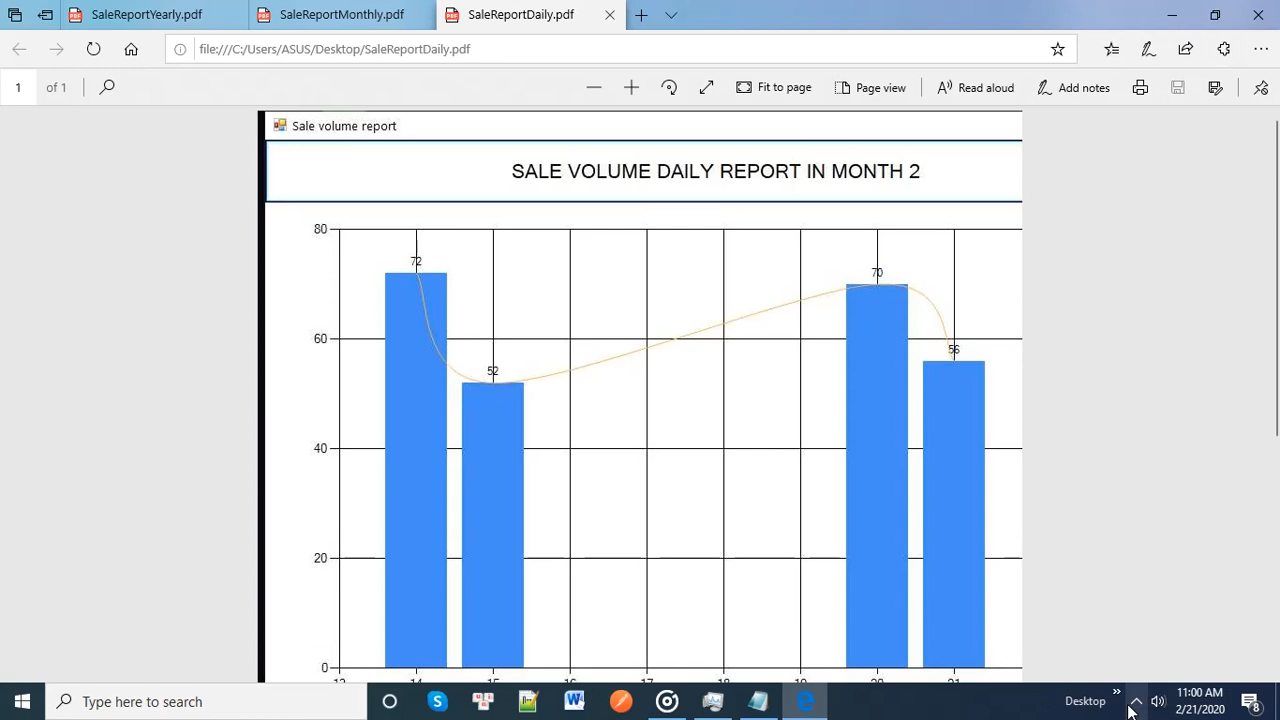 SaleReportYearly.pdf
SaleReportMonthly.pdf
SaleReportDaily.pdf
file:///C:/Users/ASUS/Desktop/SaleReportDaily.pdf
1 of 1
Fit to page
Page view
Read aloud
Add notes
Sale volume report
SALE VOLUME DAILY REPORT IN MONTH 2
80
72
70
60
56
52
40
20
0
13 14 15 16 17 18 19 20 21
Type here to search
Desktop
11:00 AM
2/21/2020
8